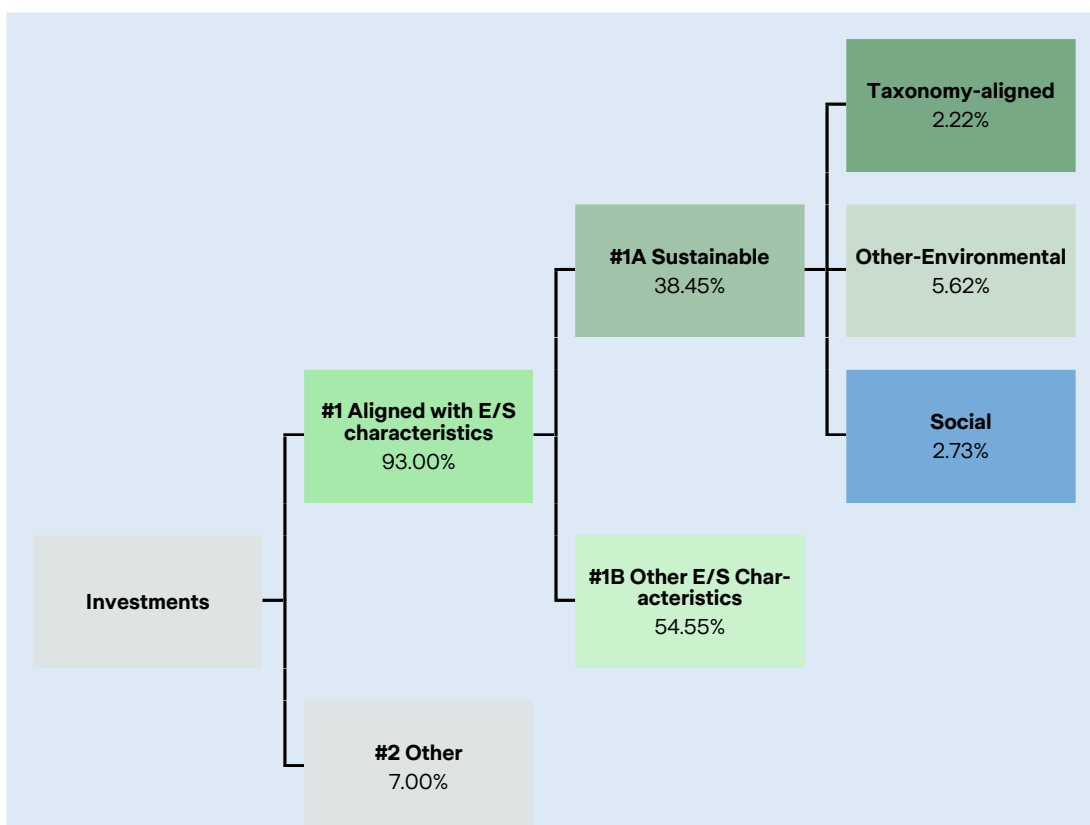 Taxonomy-aligned
2.22%
#1A Sustainable
38.45%
Other-Environmental
5.62%
#1 Aligned with E/S
characteristics
93.00%
Social
2.73%
Investments
#1B Other E/S Char-
acteristics
54.55%
#2 Other
7.00%